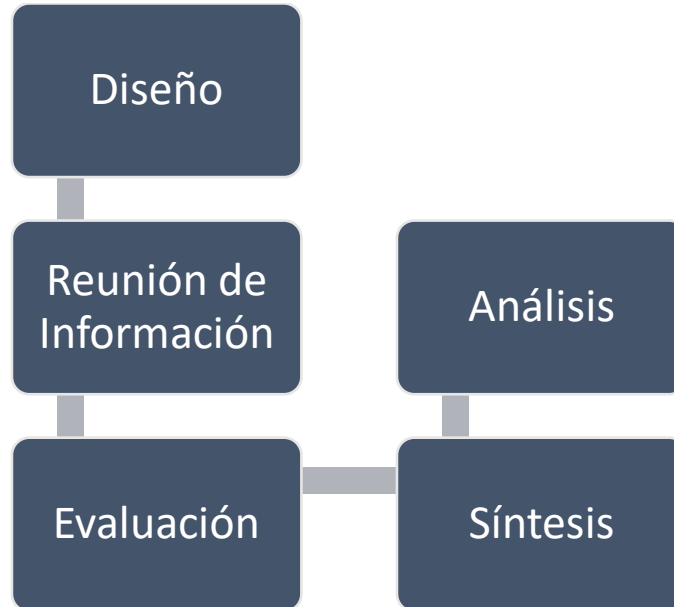 Diseño
Reunión de
Información
Evaluación
Síntesis
Análisis